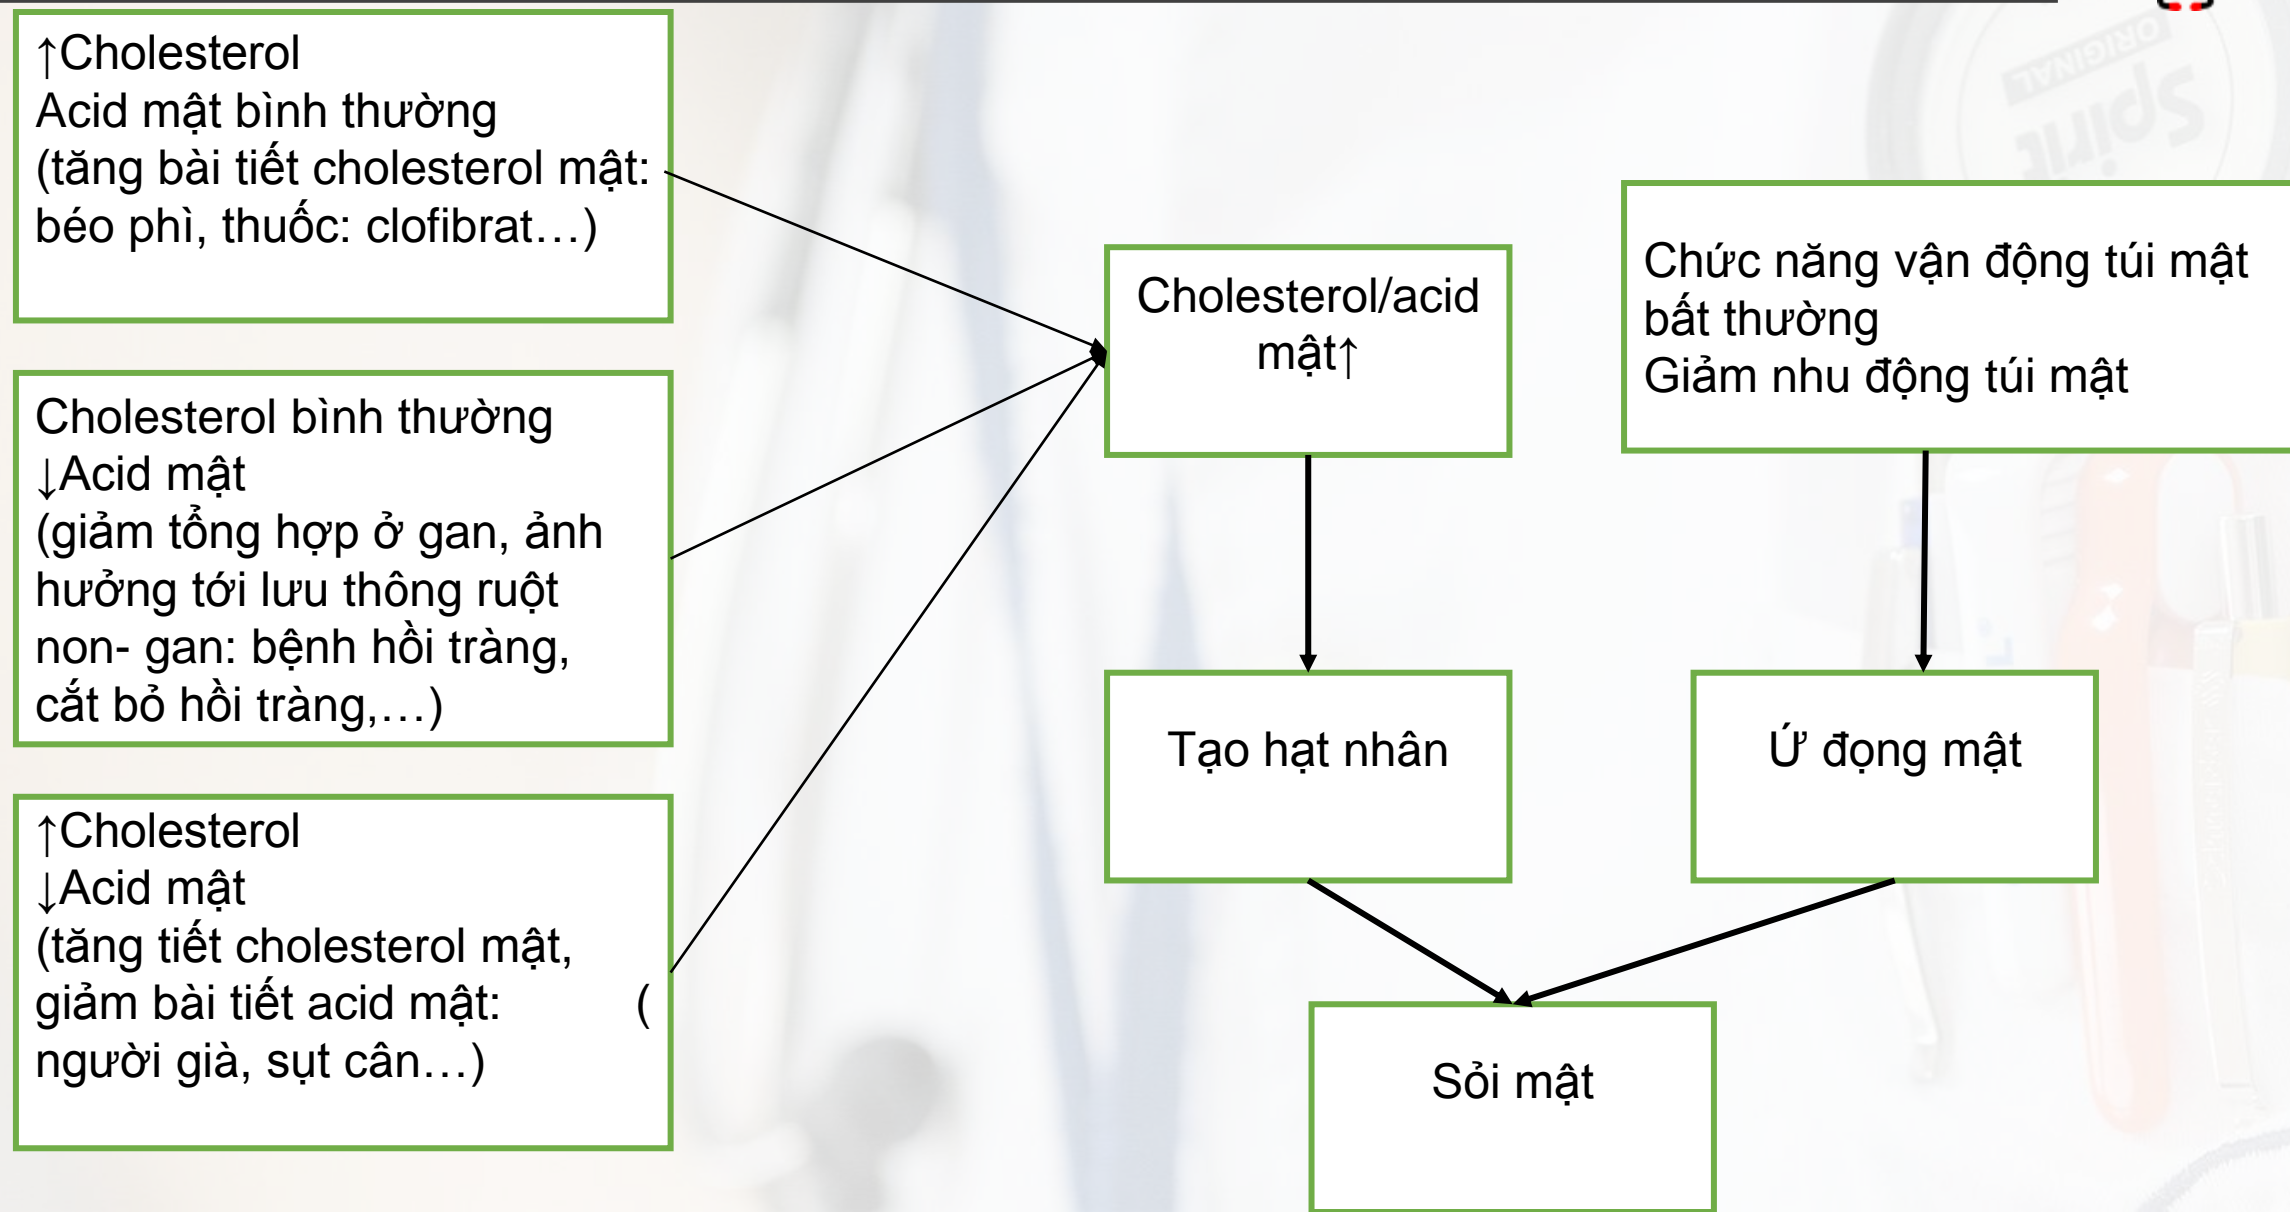 ↑Cholesterol
Acid mật bình thường
(tăng bài tiết cholesterol mật:
béo phì, thuốc: clofibrat…)
Cholesterol bình thường
↓Acid mật
(giảm tổng hợp ở gan, ảnh
hưởng tới lưu thông ruột
non- gan: bệnh hồi tràng,
cắt bỏ hồi tràng,…)
↑Cholesterol
↓Acid mật
(tăng tiết cholesterol mật,
giảm bài tiết acid mật: (
người già, sụt cân…)
Cholesterol/acid
mật↑
Tạo hạt nhân
Chức năng vận động túi mật
bất thường
Giảm nhu động túi mật
Ứ đọng mật
Sỏi mật
ORIGINAL
Spirit